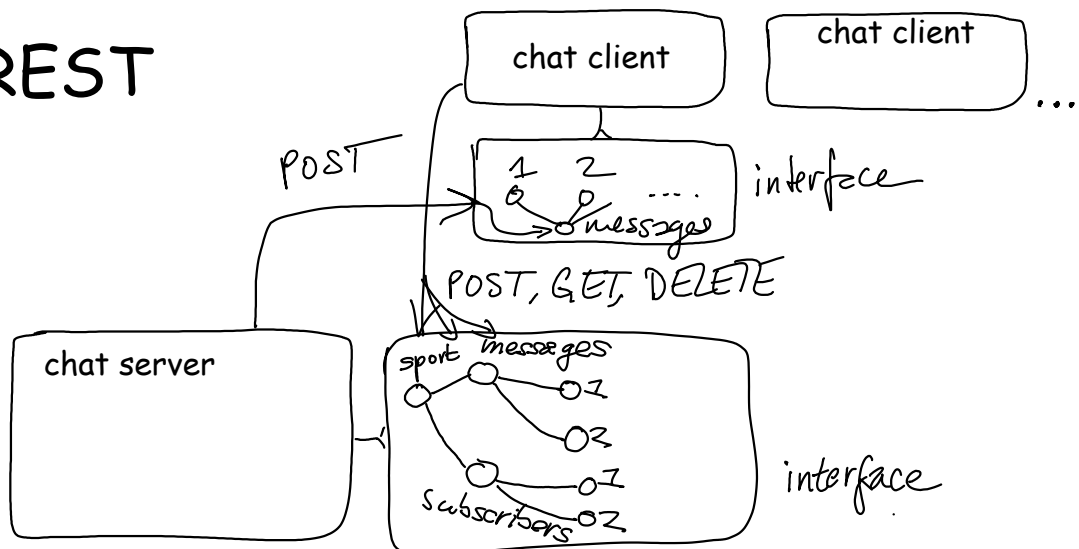 REST
chat client
chat client
...
POST
1 2 ....
messages
interface
POST, GET, DELETE
chat server
sport messages
1
2
1
2
subscribers
interface